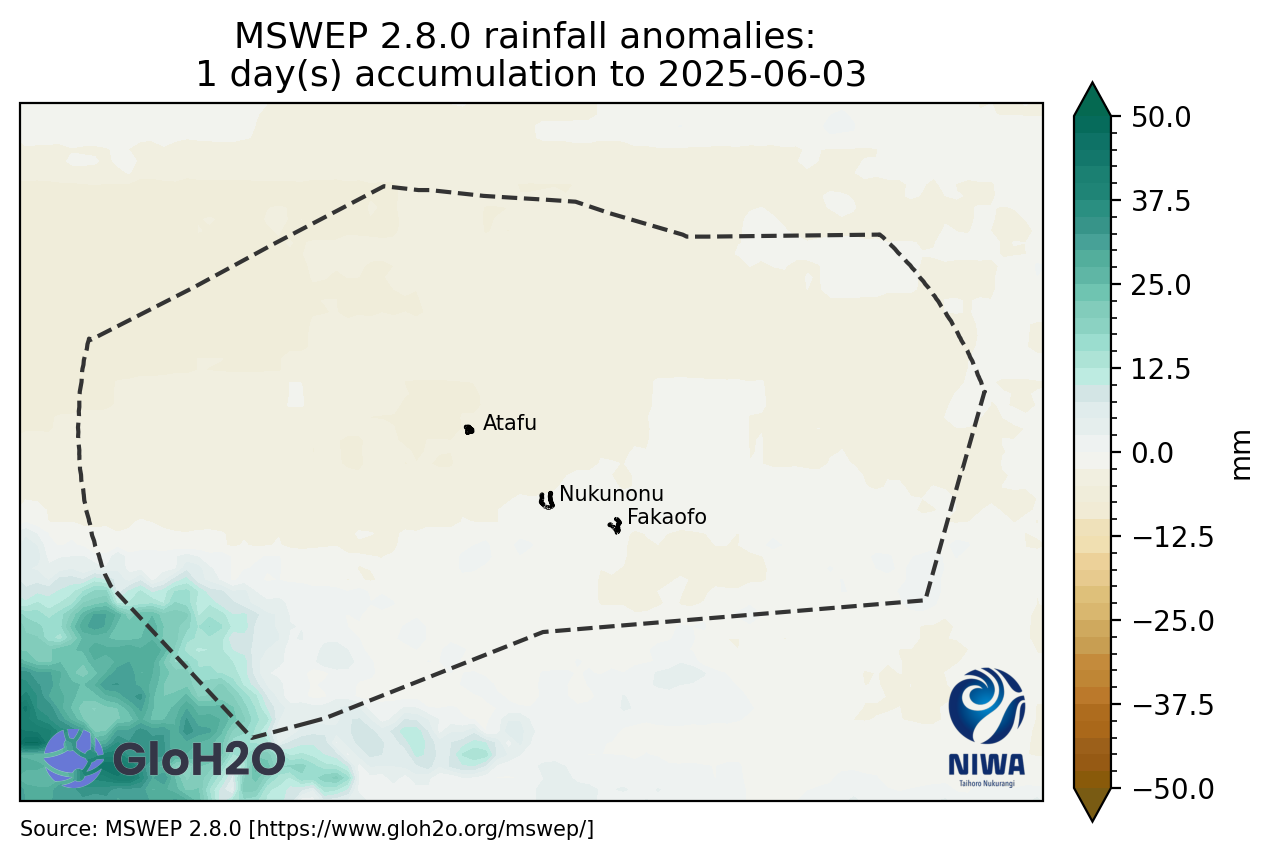 MSWEP 2.8.0 rainfall anomalies:
1 day(s) accumulation to 2025-06-03
50.0
37.5
25.0
12.5
0.0
−12.5
−25.0
−37.5
−50.0
mm
Atafu
Nukunonu
Fakaofo
GloH2O
NIWA
Taihoro Nukurangi
Source: MSWEP 2.8.0 [https://www.gloh2o.org/mswep/]